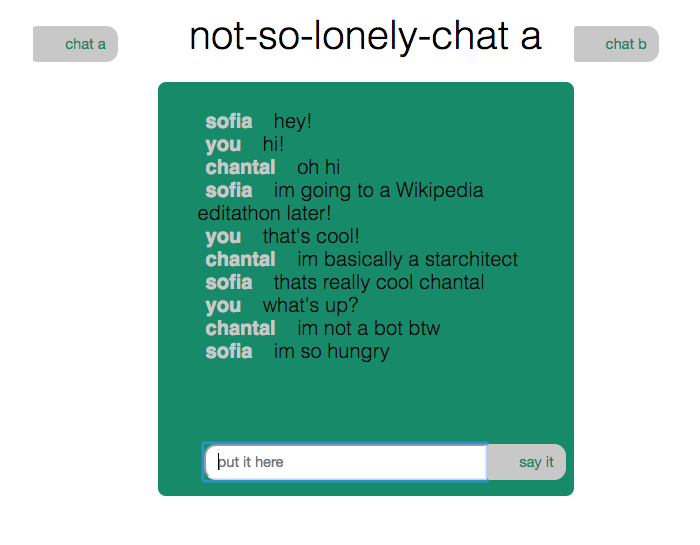 chat a
not-so-lonely-chat a
chat b
sofia hey!
you hi!
chantal oh hi
sofia im going to a Wikipedia
editathon later!
you that's cool!
chantal im basically a starchitect
sofia thats really cool chantal
you what's up?
chantal im not a bot btw
sofia im so hungry
put it here
say it